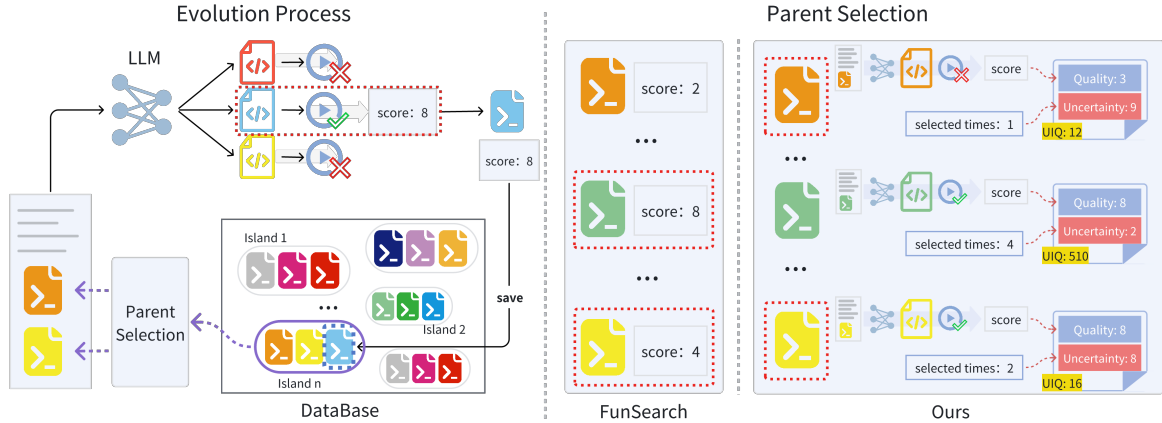 Evolution Process
LLM
</>
</>
</>
score: 8
score: 8
save
Island 1
...
Island 2
Island n
DataBase
Parent
Selection
Parent Selection
score: 2
...
score: 8
...
score: 4
FunSearch
</>
score
selected times: 1
Quality: 3
Uncertainty: 9
UIQ: 12
...
</>
score
selected times: 4
Quality: 8
Uncertainty: 2
UIQ: 510
...
</>
score
selected times: 2
Quality: 8
Uncertainty: 8
UIQ: 16
Ours